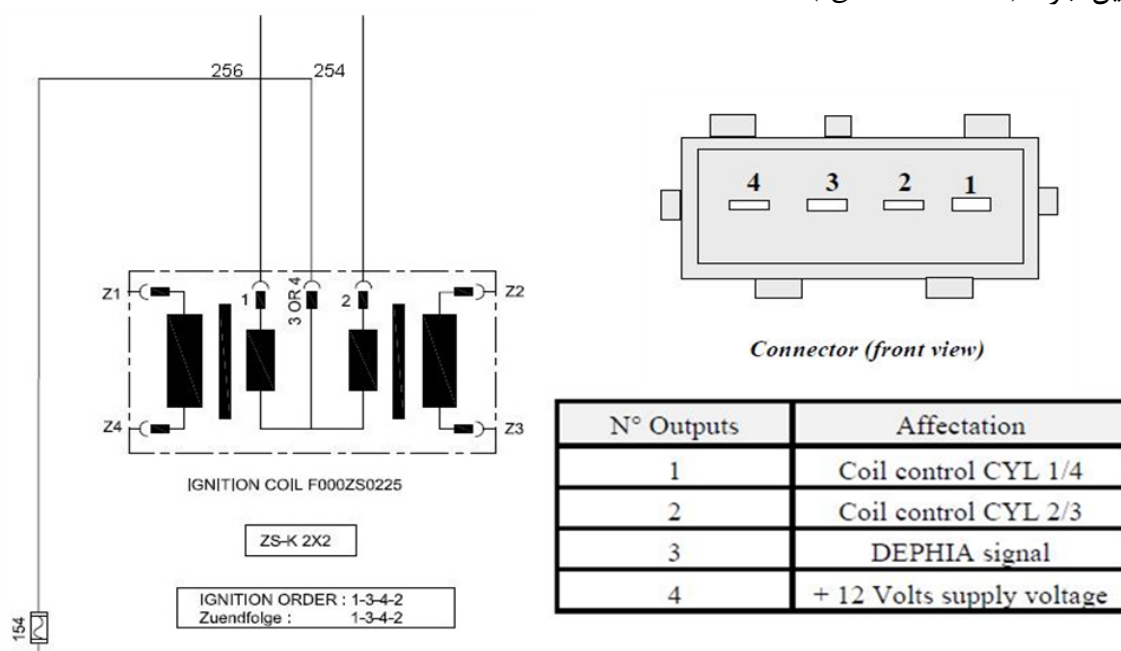 256
254
Z1
1
3 OR 4
2
Z2
Z4
Z3
IGNITION COIL F000ZS0225
ZS-K 2X2
IGNITION ORDER : 1-3-4-2
Zuendfolge : 1-3-4-2
154
4 3 2 1
Connector (front view)
N° Outputs Affectation
1 Coil control CYL 1/4
2 Coil control CYL 2/3
3 DEPHIA signal
4 + 12 Volts supply voltage